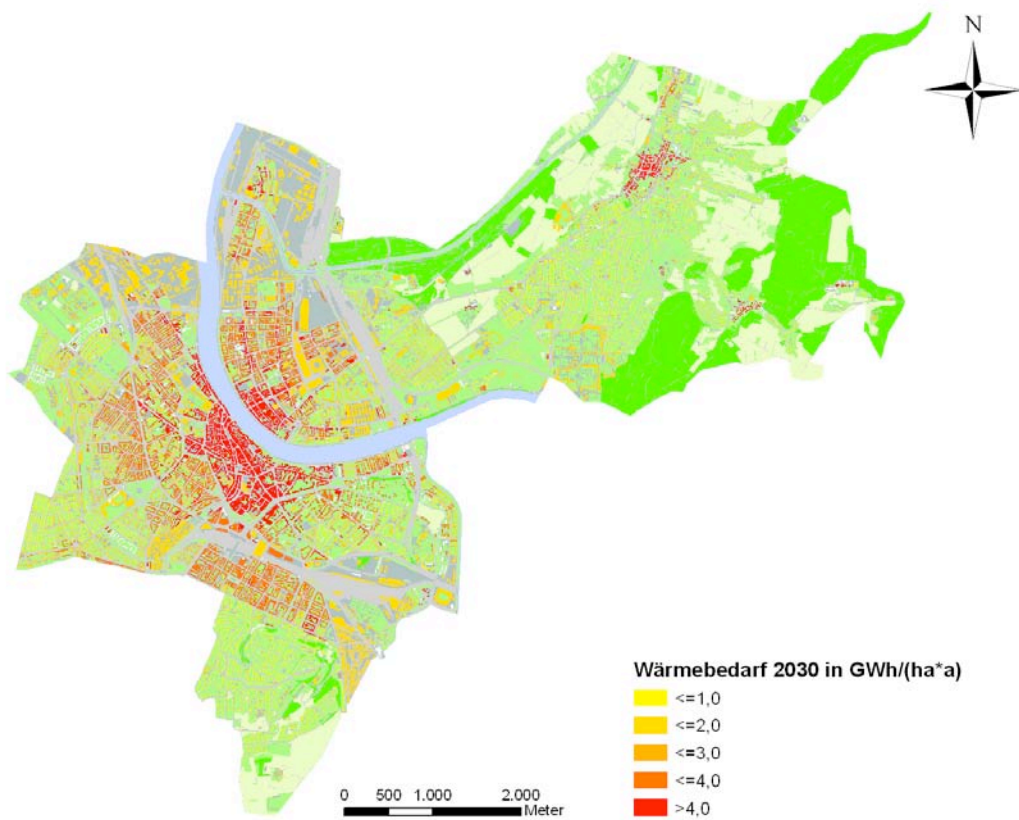 N
Wärmebedarf 2030 in GWh/(ha*a)
<=1,0
<=2,0
<=3,0
<=4,0
>4,0
0 500 1.000 2.000
Meter